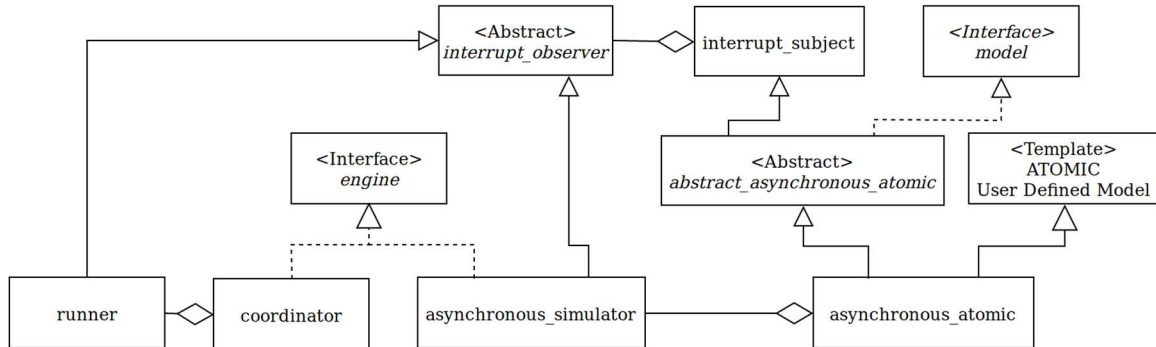 <Abstract>
interrupt_observer
interrupt_subject
<Interface>
model
<Interface>
engine
<Abstract>
abstract_asynchronous_atomic
<Template>
ATOMIC
User Defined Model
runner
coordinator
asynchronous_simulator
asynchronous_atomic